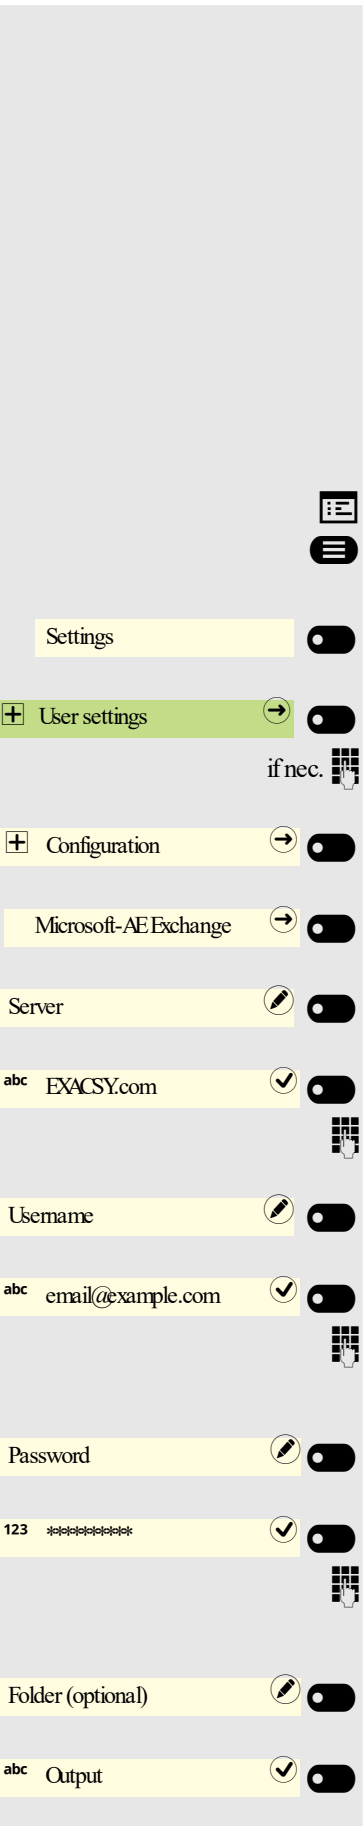 Settings
User settings
if nec.
Configuration
Microsoft-AE Exchange
Server
abc EXACSY.com
Username
abc email@example.com
Password
123 **********
Folder (optional)
abc Output